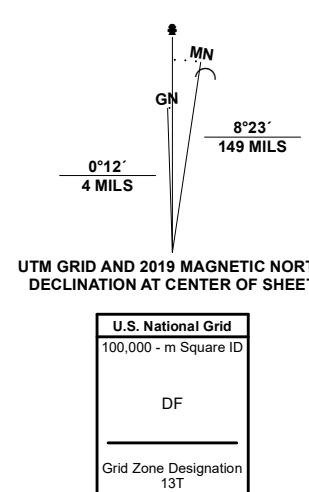 MN
GN
8°23´
149 MILS
0°12´
4 MILS
UTM GRID AND 2019 MAGNETIC NORT
DECLINATION AT CENTER OF SHEET
U.S. National Grid
100,000 - m Square ID
DF
Grid Zone Designation
13T